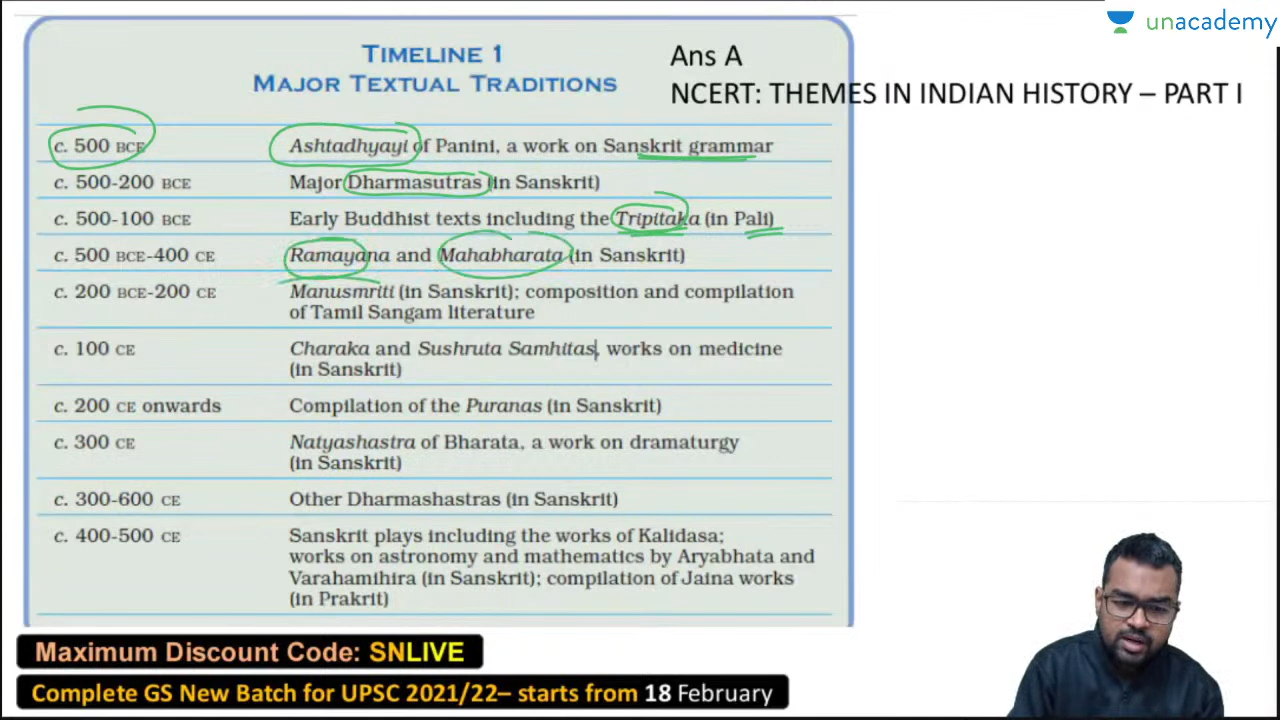 unacademy
TIMELINE 1
MAJOR TEXTUAL TRADITIONS
Ans A
NCERT: THEMES IN INDIAN HISTORY – PART I
c. 500 BCE Ashtadhyayi of Panini, a work on Sanskrit grammar
c. 500-200 BCE Major Dharmasutras (in Sanskrit)
c. 500-100 BCE Early Buddhist texts including the Tripitaka (in Pali)
c. 500 BCE-400 CE Ramayana and Mahabharata (in Sanskrit)
c. 200 BCE-200 CE Manusmriti (in Sanskrit); composition and compilation
of Tamil Sangam literature
c. 100 CE Charaka and Sushruta Samhitas, works on medicine
(in Sanskrit)
c. 200 CE onwards Compilation of the Puranas (in Sanskrit)
c. 300 CE Natyashastra of Bharata, a work on dramaturgy
(in Sanskrit)
c. 300-600 CE Other Dharmashastras (in Sanskrit)
c. 400-500 CE Sanskrit plays including the works of Kalidasa;
works on astronomy and mathematics by Aryabhata and
Varahamihira (in Sanskrit); compilation of Jaina works
(in Prakrit)
Maximum Discount Code: SNLIVE
Complete GS New Batch for UPSC 2021/22– starts from 18 February